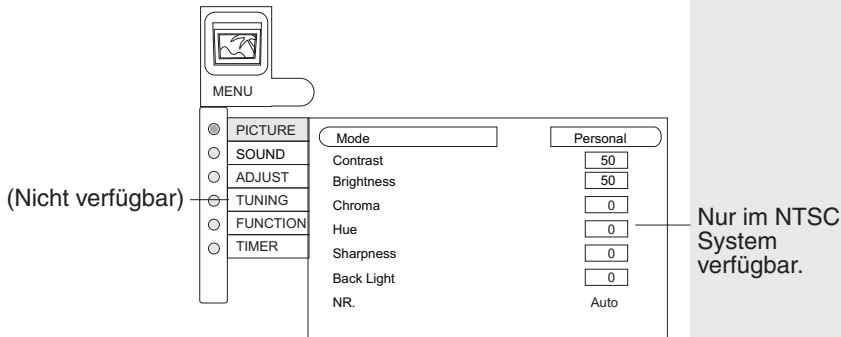 MENU
PICTURE
SOUND
ADJUST
TUNING
FUNCTION
TIMER
(Nicht verfügbar)
Mode Personal
Contrast 50
Brightness 50
Chroma 0
Hue 0
Sharpness 0
Back Light 0
NR. Auto
Nur im NTSC
System
verfügbar.